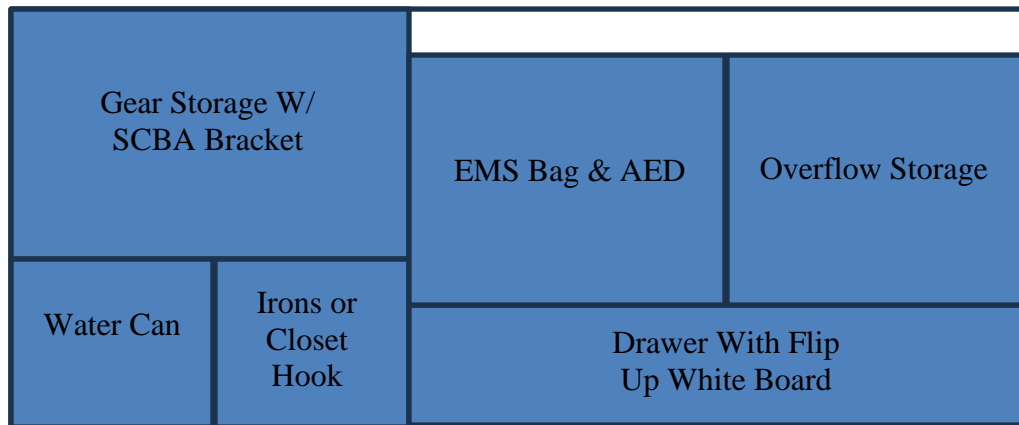 Gear Storage W/
SCBA Bracket
EMS Bag & AED
Overflow Storage
Water Can
Irons or
Closet
Hook
Drawer With Flip
Up White Board